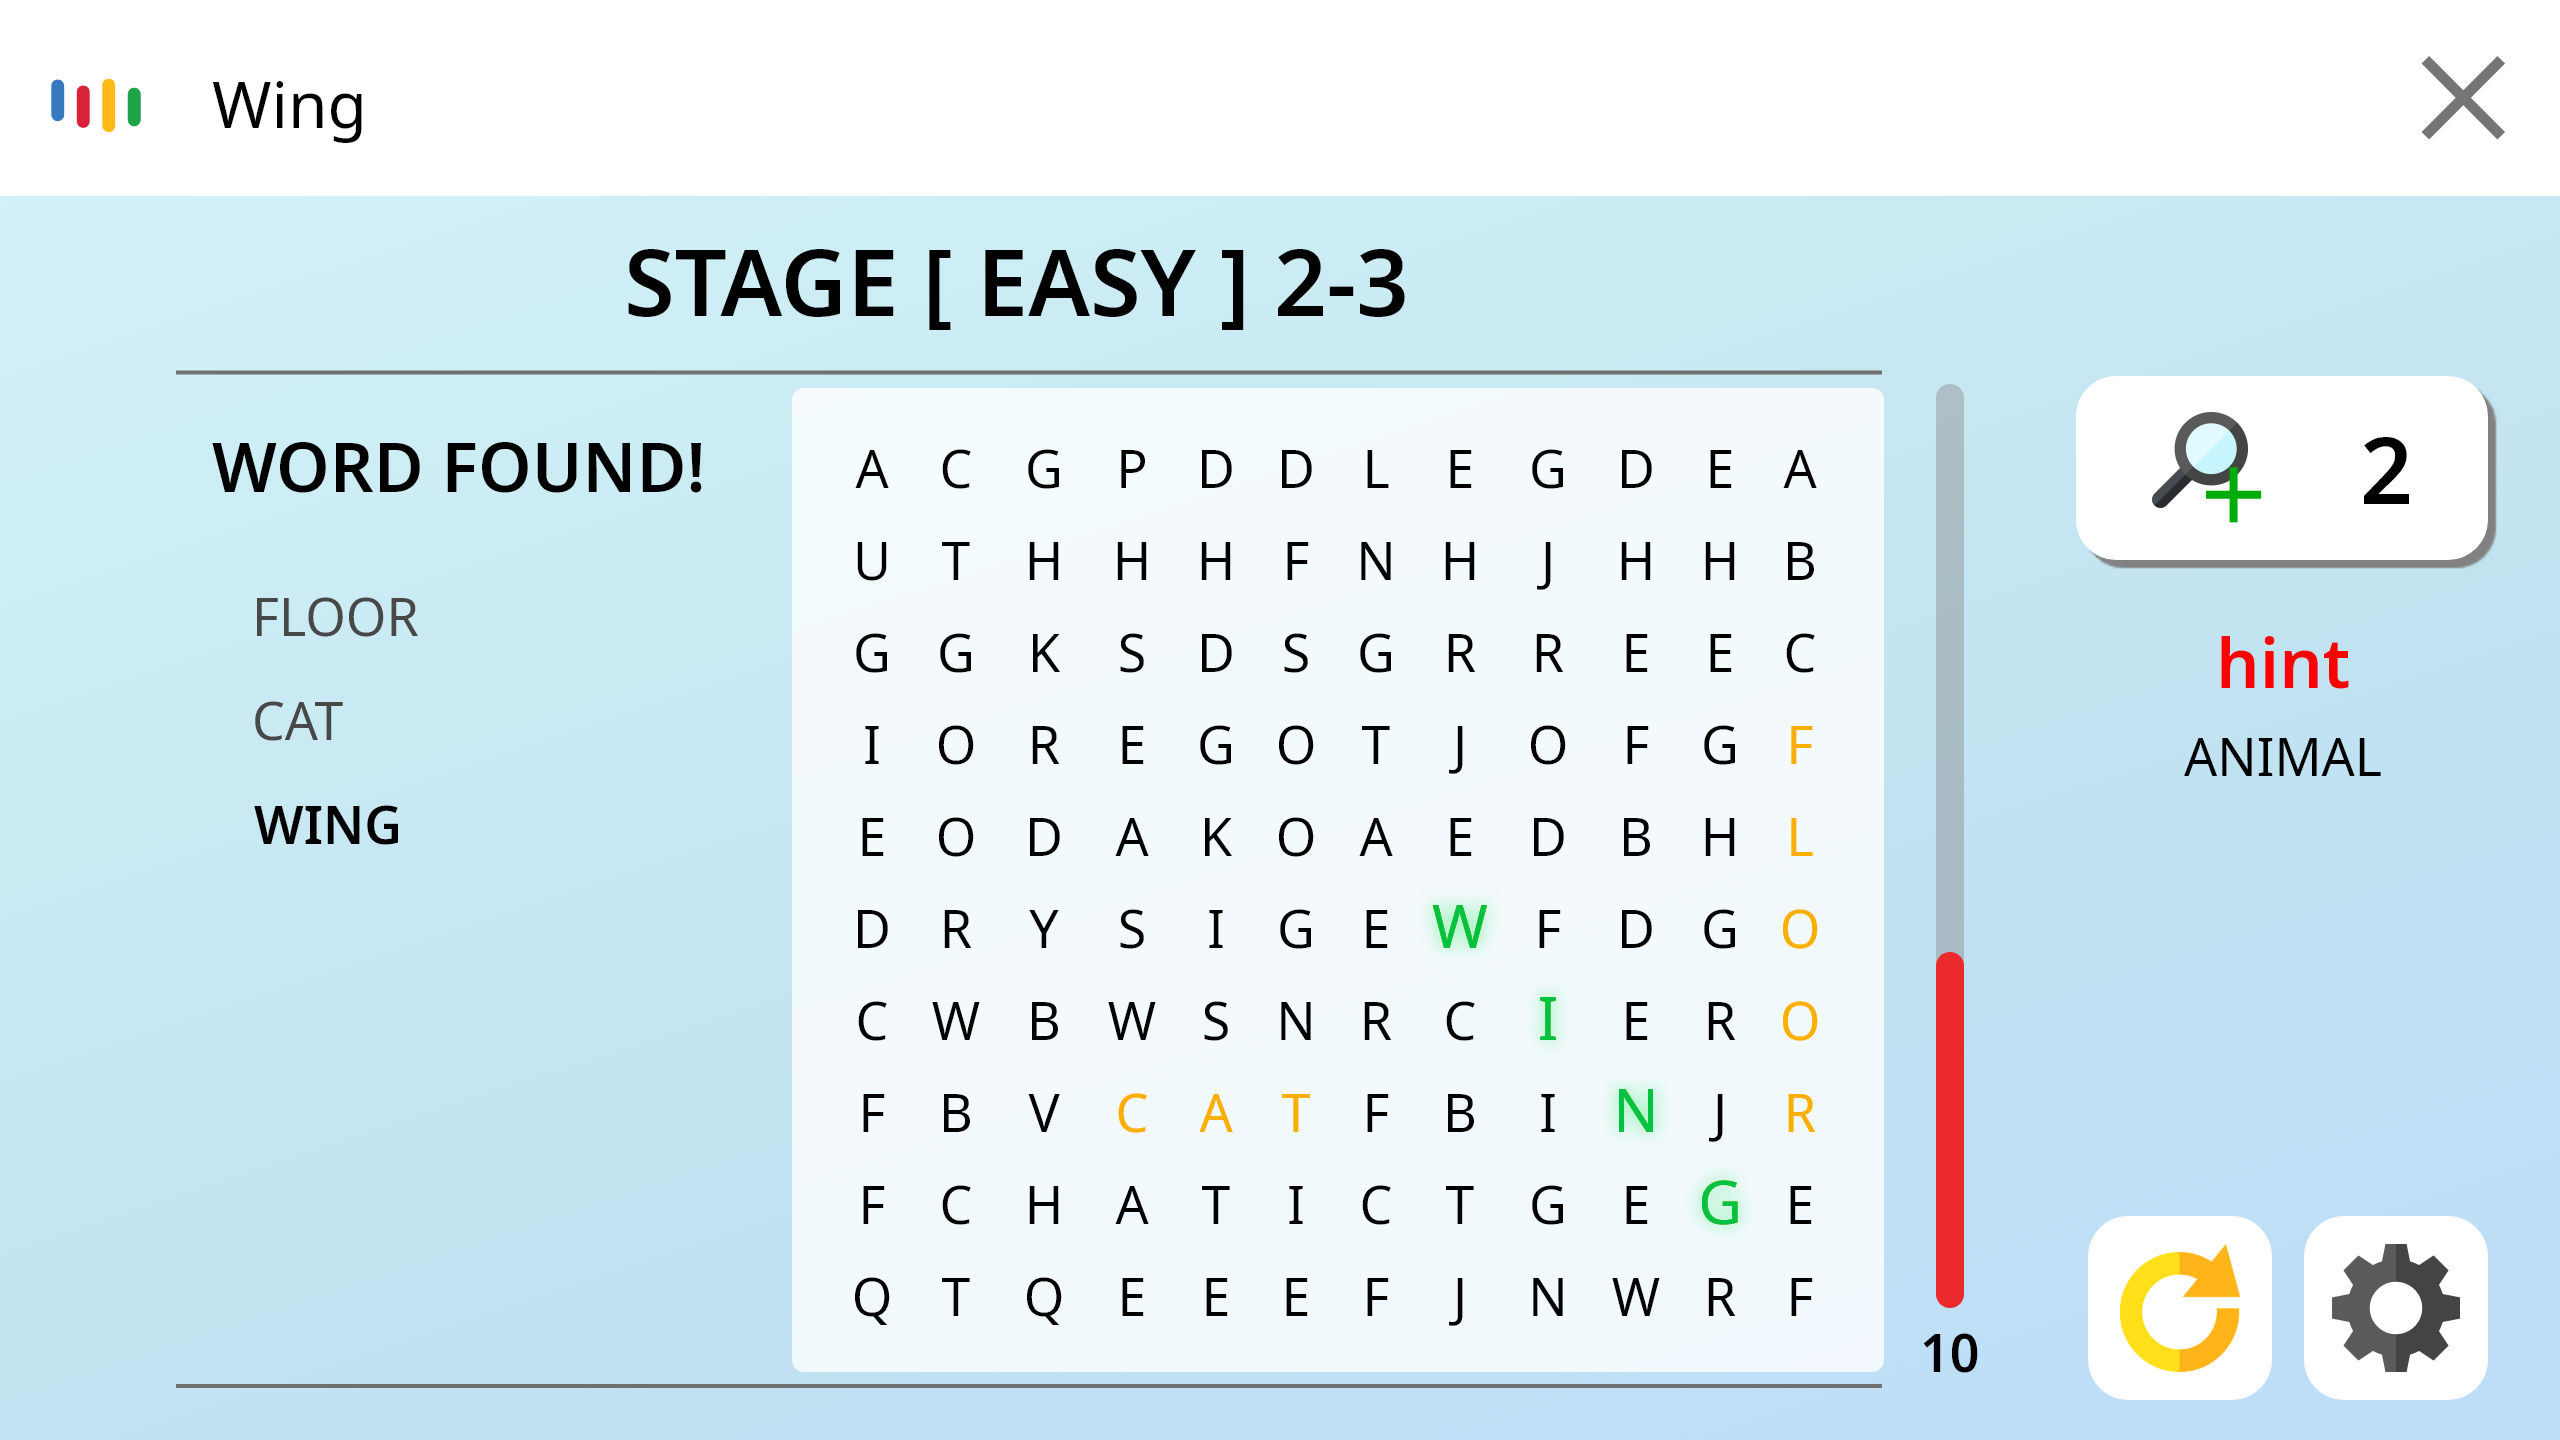 Wing
STAGE [ EASY ] 2-3
WORD FOUND!
FLOOR
CAT
WING
A C G P D D L E G D E A
U T H H H F N H J H H B
G G K S D S G R R E E C
I O R E G O T J O F G F
E O D A K O A E D B H L
D R Y S I G E W F D G O
C W B W S N R C I E R O
F B V C A T F B I N J R
F C H A T I C T G E G E
Q T Q E E E F J N W R F
10
2
hint
ANIMAL